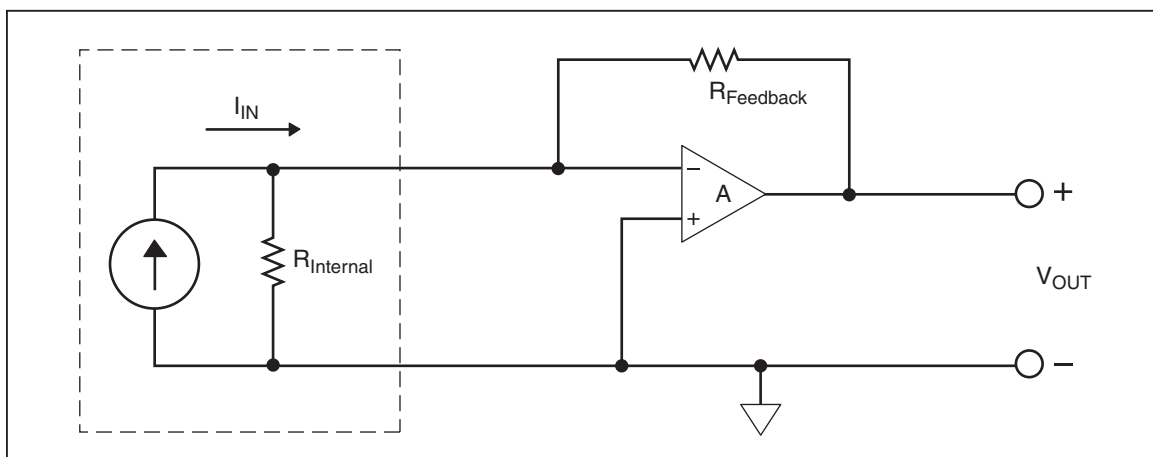 I_IN
R_Feedback
−
A
+
+
R_Internal
V_OUT
−